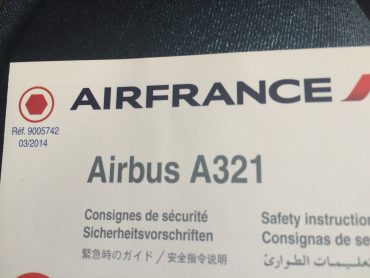 AIRFRANCE
Réf. 9005742
03/2014
Airbus A321
Consignes de sécurité
Safety instruction
Sicherheitsvorschriften
Consignas de se
緊急時のガイド / 安全指令说明
تعليمات الطوارئ